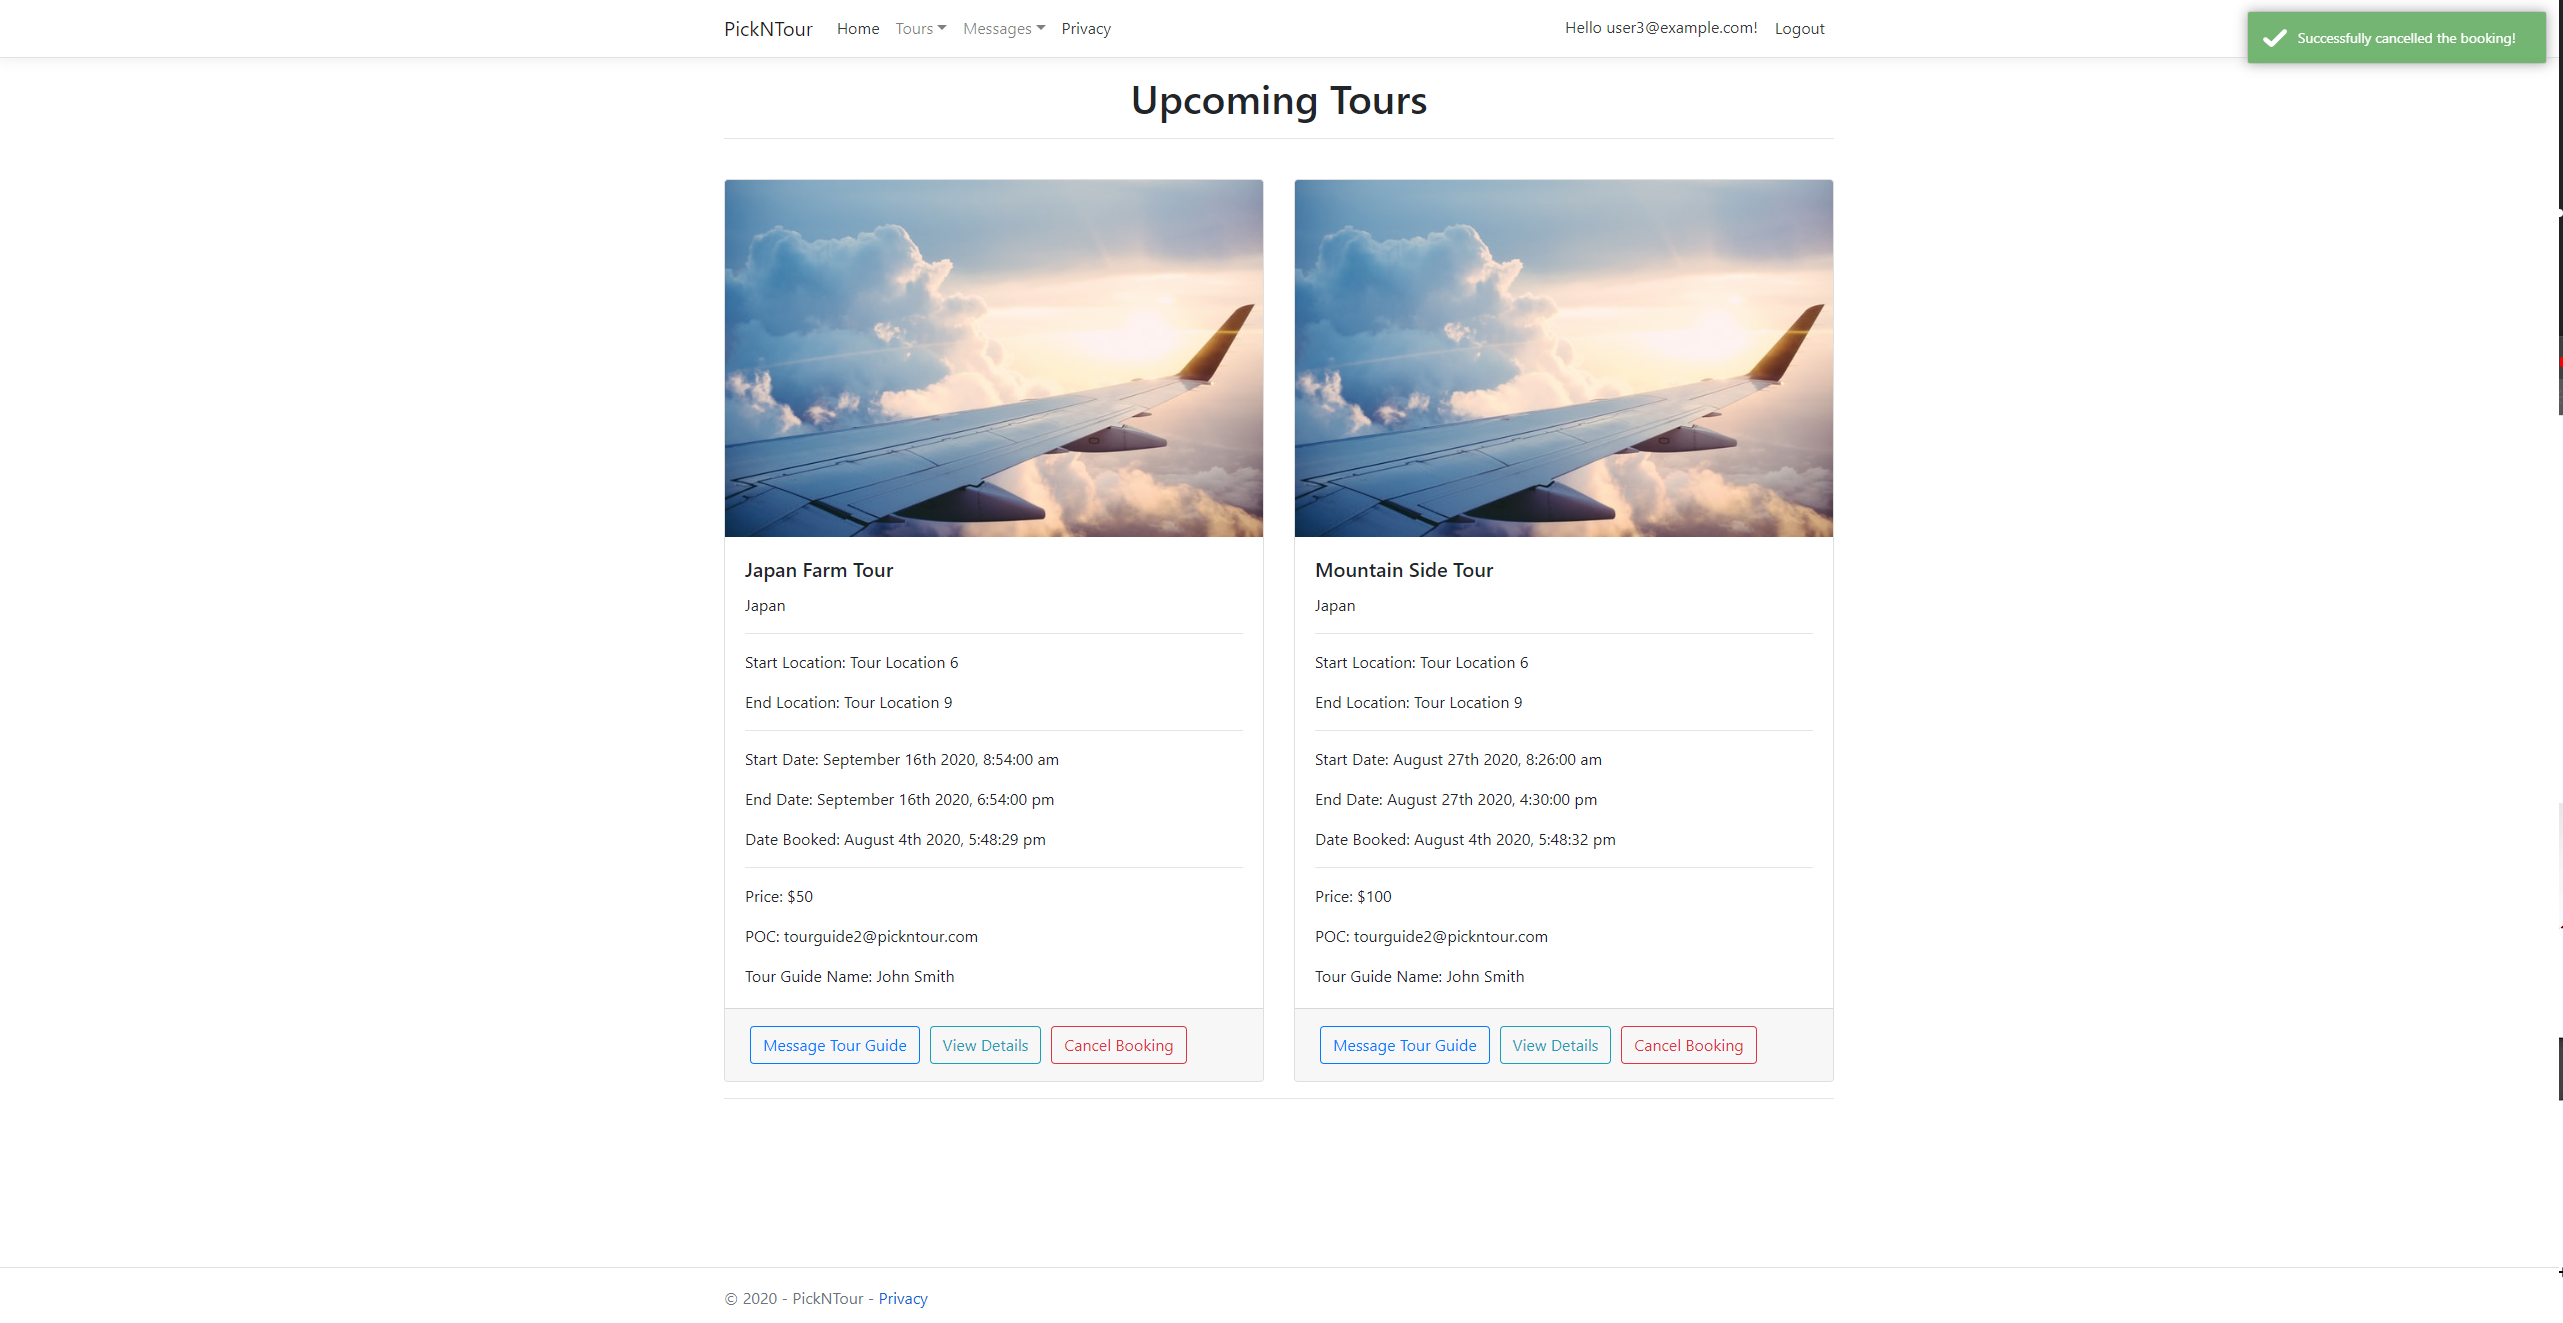 PickNTour Home Tours Messages Privacy Hello user3@example.com! Logout
Successfully cancelled the booking!
Upcoming Tours
Japan Farm Tour
Japan
Start Location: Tour Location 6
End Location: Tour Location 9
Start Date: September 16th 2020, 8:54:00 am
End Date: September 16th 2020, 6:54:00 pm
Date Booked: August 4th 2020, 5:48:29 pm
Price: $50
POC: tourguide2@pickntour.com
Tour Guide Name: John Smith
Message Tour Guide View Details Cancel Booking
Mountain Side Tour
Japan
Start Location: Tour Location 6
End Location: Tour Location 9
Start Date: August 27th 2020, 8:26:00 am
End Date: August 27th 2020, 4:30:00 pm
Date Booked: August 4th 2020, 5:48:32 pm
Price: $100
POC: tourguide2@pickntour.com
Tour Guide Name: John Smith
Message Tour Guide View Details Cancel Booking
© 2020 - PickNTour - Privacy